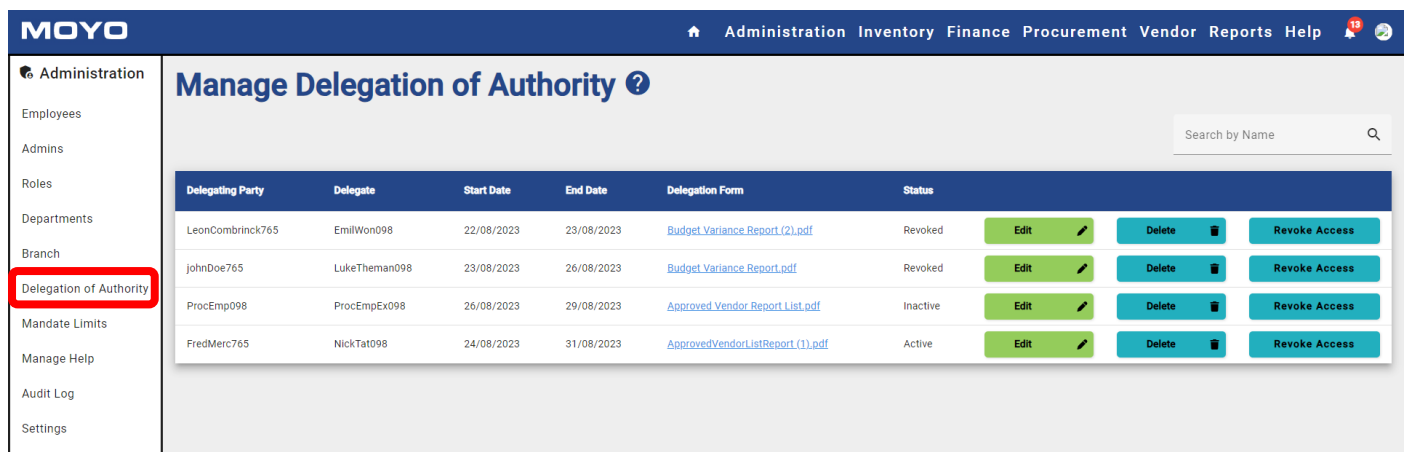 MOYO
Administration Inventory Finance Procurement Vendor Reports Help 13
Administration
Employees
Admins
Roles
Departments
Branch
Delegation of Authority
Mandate Limits
Manage Help
Audit Log
Settings
Manage Delegation of Authority ?
Search by Name
Delegating Party Delegate Start Date End Date Delegation Form Status
LeonCombrinck765 EmilWon098 22/08/2023 23/08/2023 Budget Variance Report (2).pdf Revoked Edit Delete Revoke Access
johnDoe765 LukeTheman098 23/08/2023 26/08/2023 Budget Variance Report.pdf Revoked Edit Delete Revoke Access
ProcEmp098 ProcEmpEx098 26/08/2023 29/08/2023 Approved Vendor Report List.pdf Inactive Edit Delete Revoke Access
FredMerc765 NickTat098 24/08/2023 31/08/2023 ApprovedVendorListReport (1).pdf Active Edit Delete Revoke Access